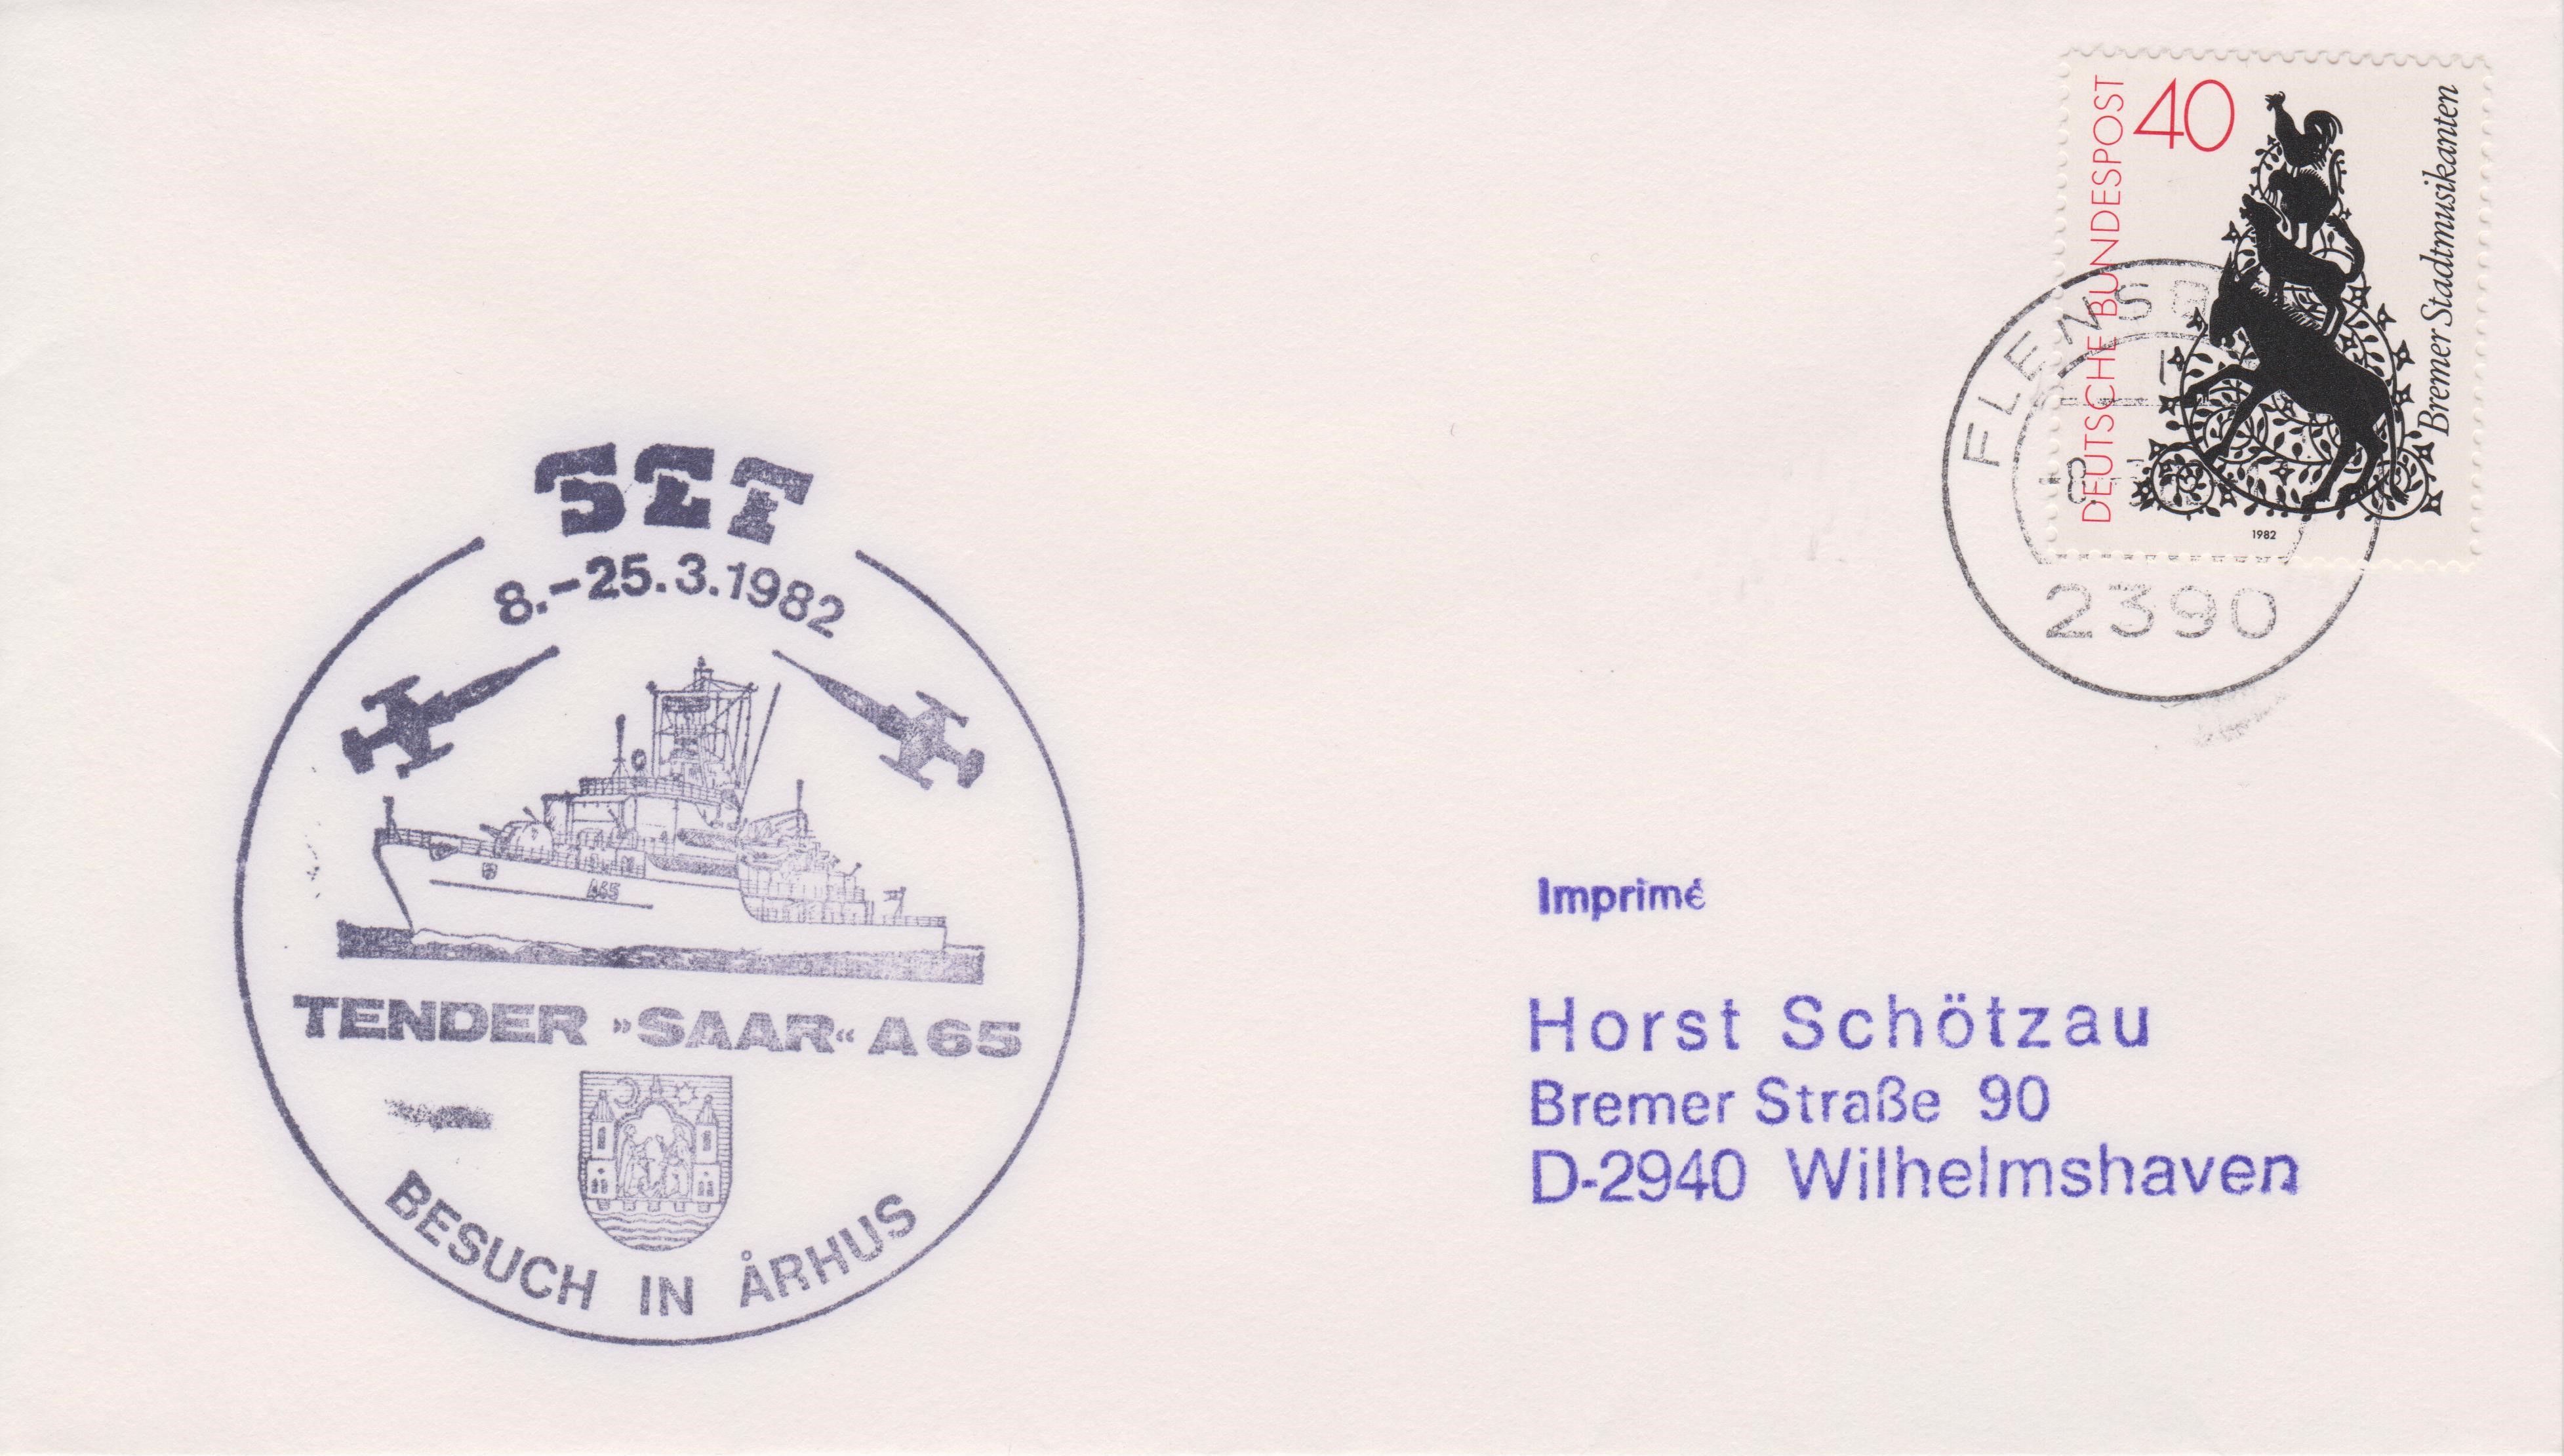 SET
8.-25.3.1982
A65
TENDER »SAAR« A65
BESUCH IN ÅRHUS
DEUTSCHE BUNDESPOST
40
Bremer Stadtmusikanten
1982
2390
Imprimé
Horst Schötzau
Bremer Straße 90
D-2940 Wilhelmshaven